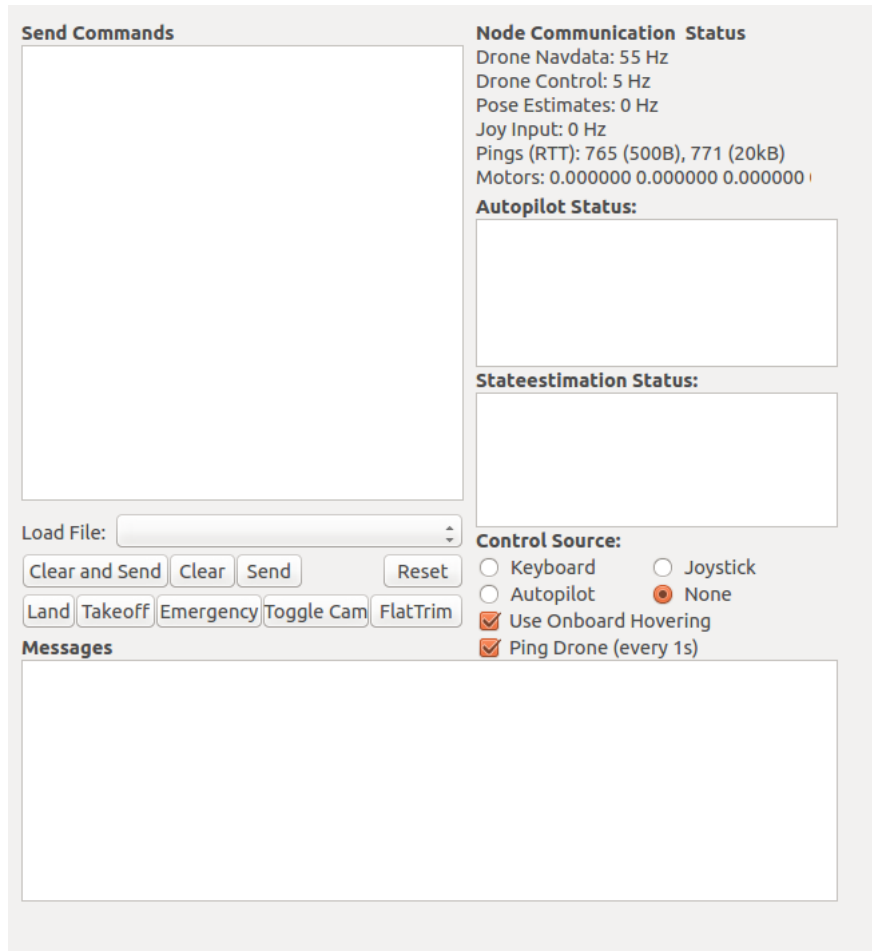 Send Commands
Load File:
Clear and Send Clear Send Reset
Land Takeoff Emergency Toggle Cam FlatTrim
Node Communication  Status
Drone Navdata: 55 Hz
Drone Control: 5 Hz
Pose Estimates: 0 Hz
Joy Input: 0 Hz
Pings (RTT): 765 (500B), 771 (20kB)
Motors: 0.000000 0.000000 0.000000
Autopilot Status:
Stateestimation Status:
Control Source:
Keyboard Joystick
Autopilot None
Use Onboard Hovering
Ping Drone (every 1s)
Messages